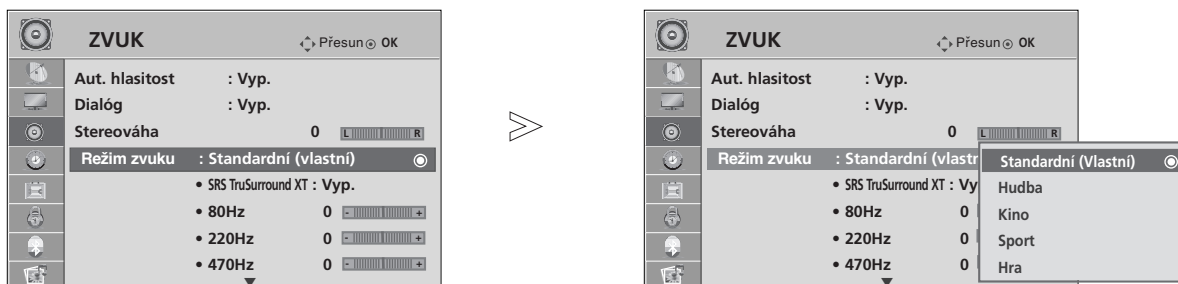 ZVUK
Přesun OK
Aut. hlasitost : Vyp.
Dialóg : Vyp.
Stereováha 0 L R
Režim zvuku : Standardní (vlastní)
• SRS TruSurround XT : Vyp.
• 80Hz 0 - +
• 220Hz 0 - +
• 470Hz 0 - +
ZVUK
Přesun OK
Aut. hlasitost : Vyp.
Dialóg : Vyp.
Stereováha 0 L R
Režim zvuku : Standardní (vlastn
• SRS TruSurround XT : Vy
• 80Hz 0
• 220Hz 0
• 470Hz 0
Standardní (Vlastní)
Hudba
Kino
Sport
Hra